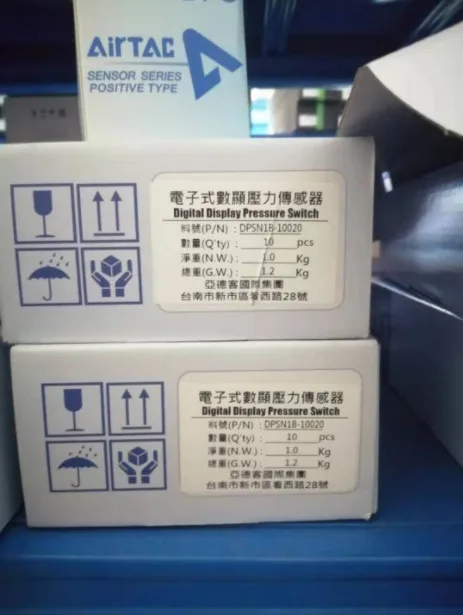 AirTAC
SENSOR SERIES
POSITIVE TYPE
電子式數顯壓力傳感器
Digital Display Pressure Switch
料號(P/N) : DPSN1B-10020
數量(Q'ty) : 10 pcs
淨重(N.W.) : 1.0 Kg
總重(G.W.) : 1.2 Kg
亞德客國際集團
台南市新市區看西路28號
電子式數顯壓力傳感器
Digital Display Pressure Switch
料號(P/N) : DPSN1B-10020
數量(Q'ty) : 10 pcs
淨重(N.W.) : 1.0 Kg
總重(G.W.) : 1.2 Kg
亞德客國際集團
台南市新市區看西路28號